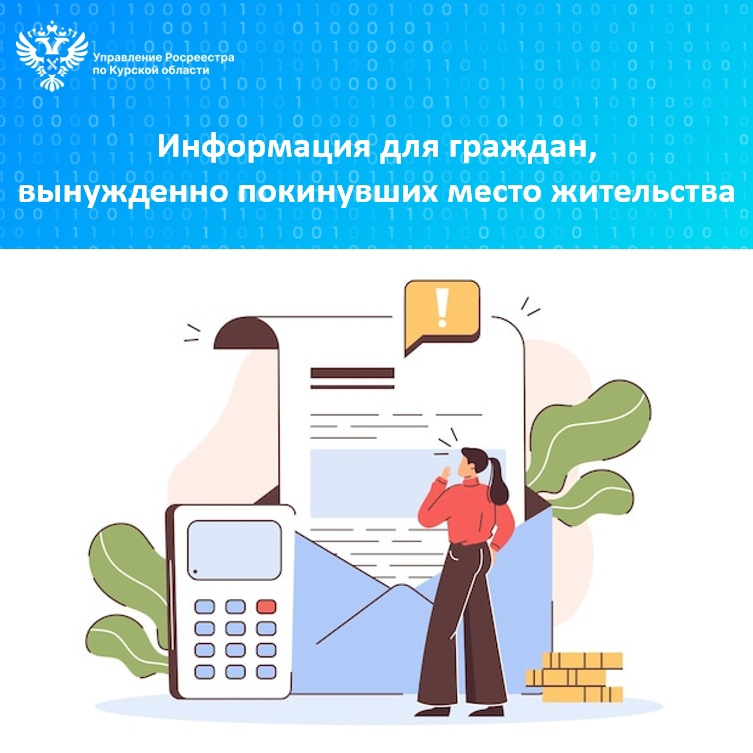 Управление Росреестра
по Курской области
Информация для граждан,
вынужденно покинувших место жительства
!